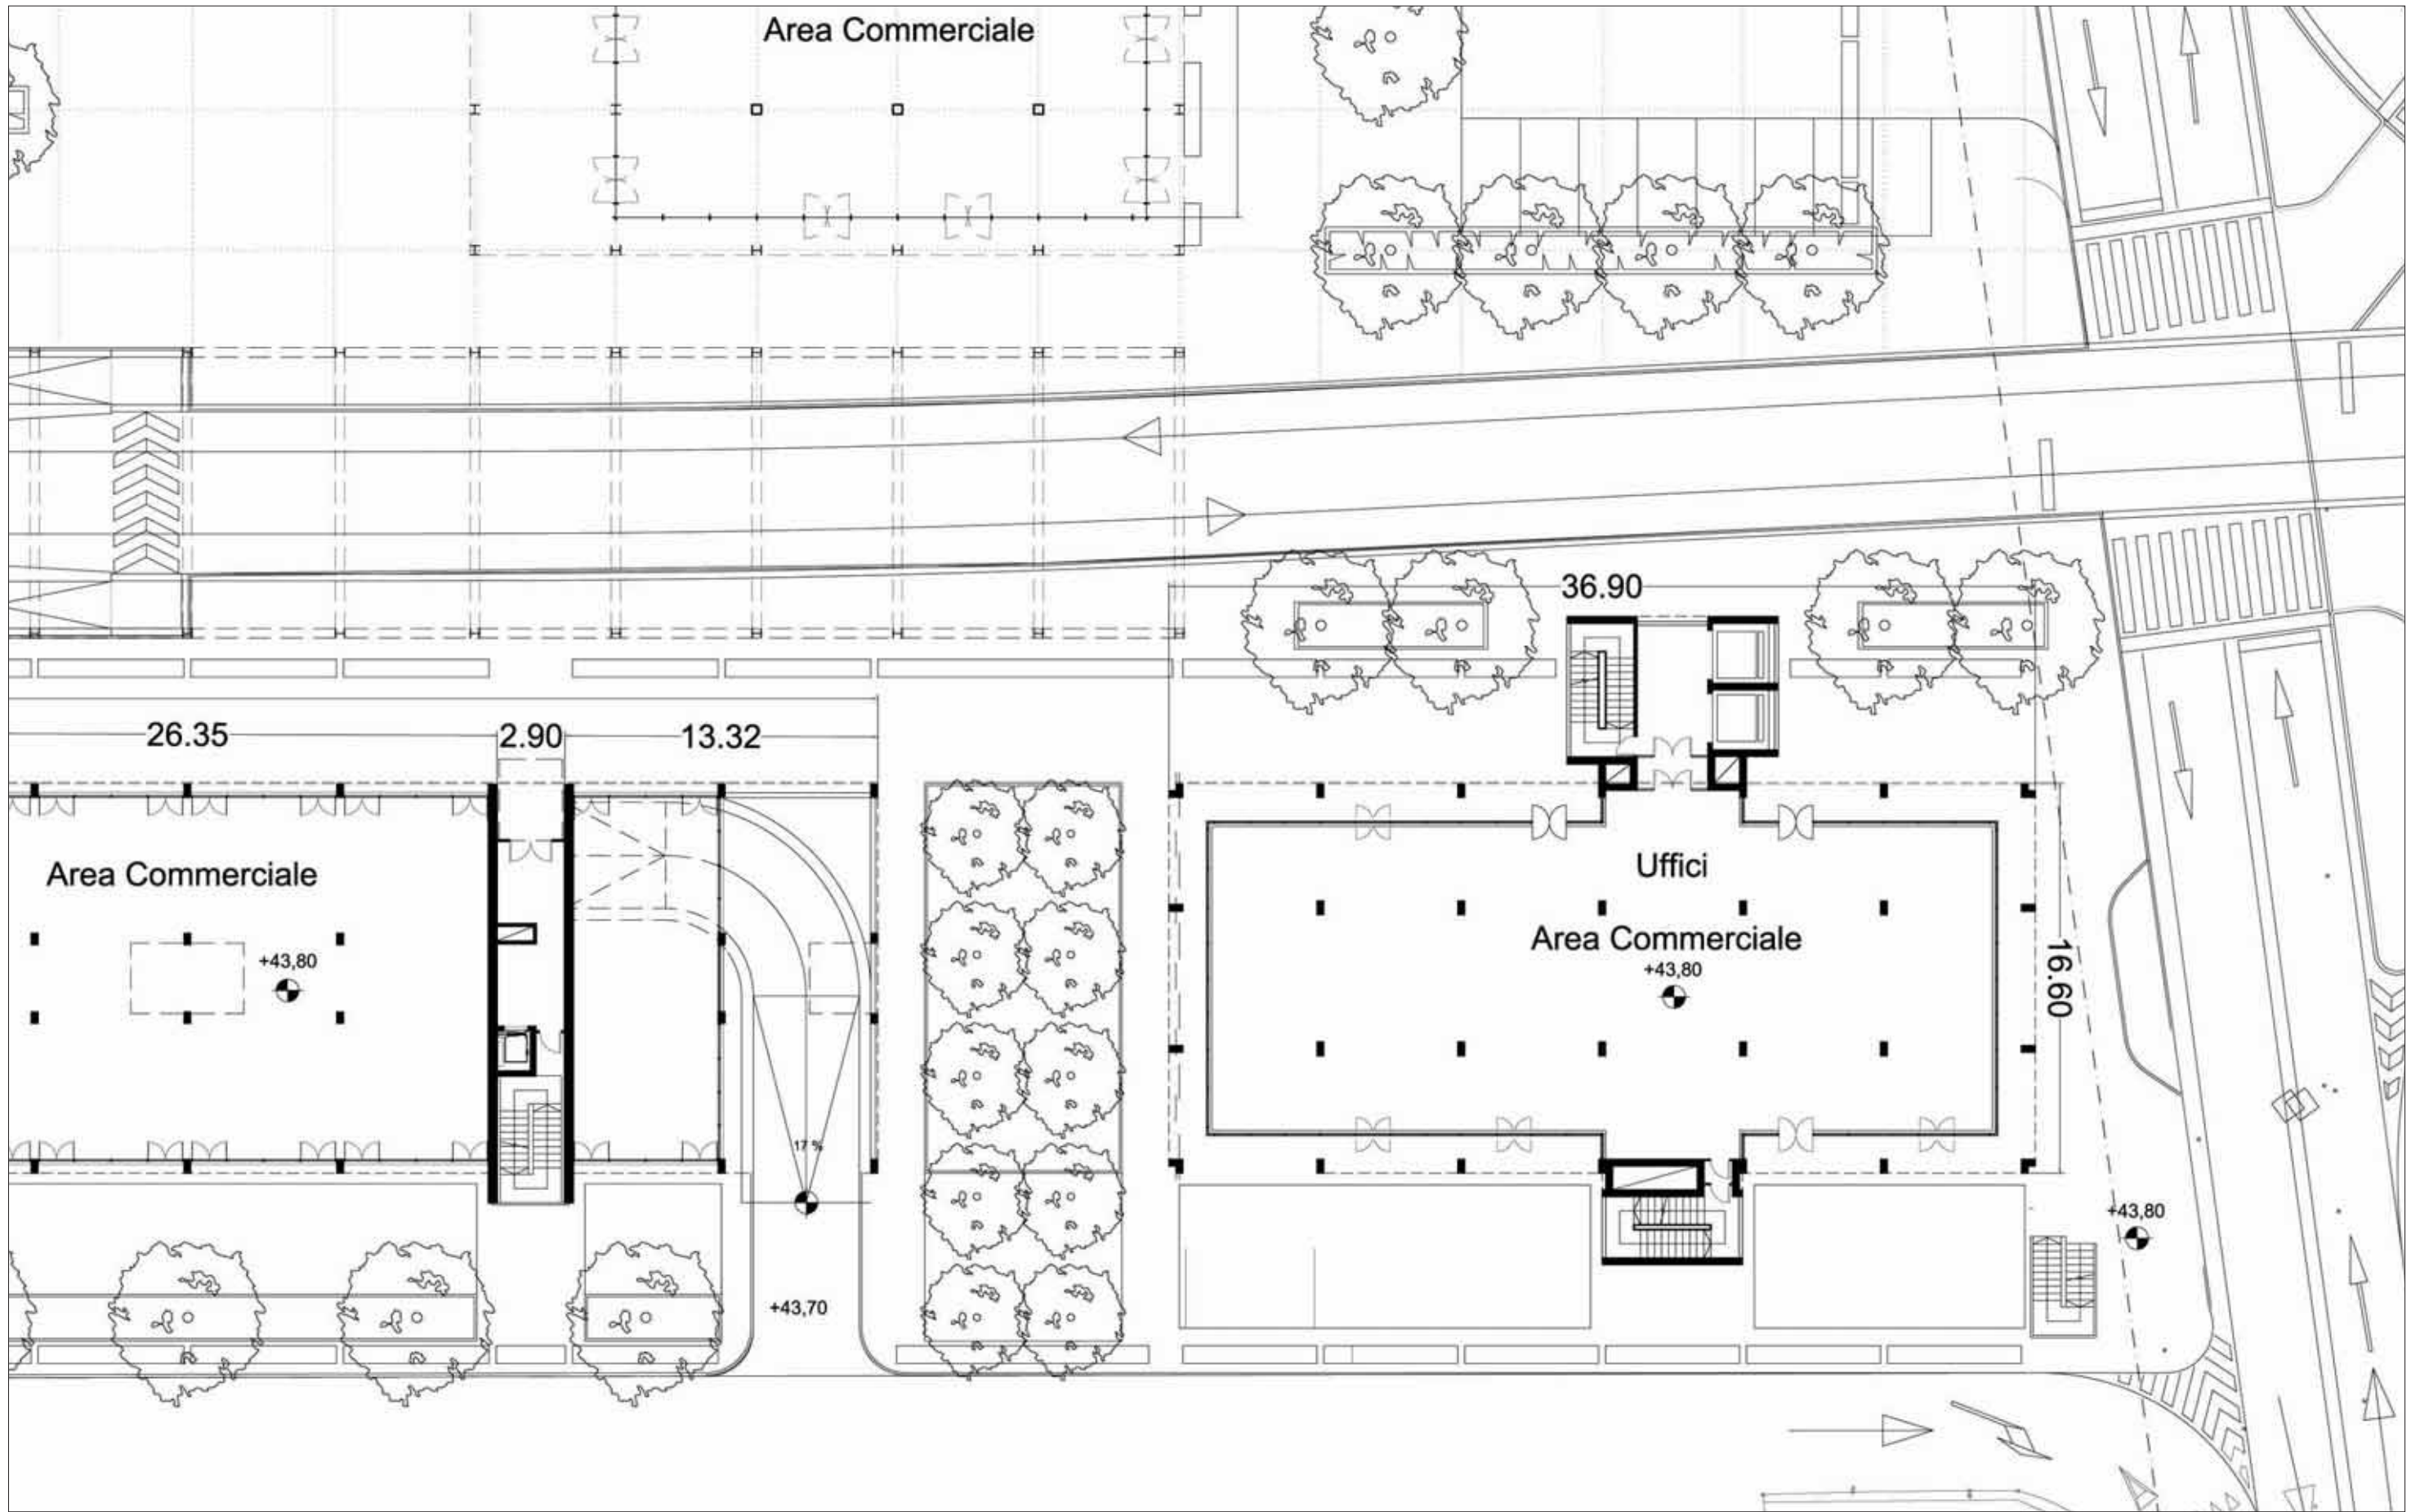 Area Commerciale
36.90
26.35
2.90
13.32
Area Commerciale
+43,80
Uffici
Area Commerciale
+43,80
16.60
17 %
+43,80
+43,70